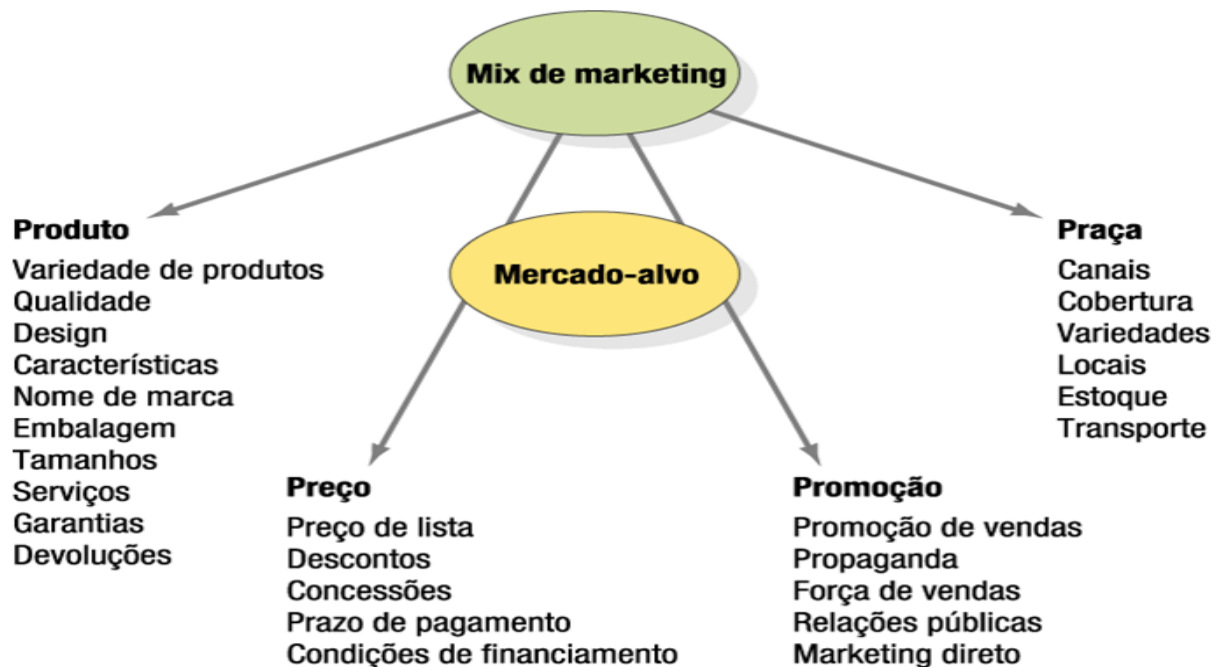 Mix de marketing
Mercado-alvo
Produto
Variedade de produtos
Qualidade
Design
Características
Nome de marca
Embalagem
Tamanhos
Serviços
Garantias
Devoluções
Preço
Preço de lista
Descontos
Concessões
Prazo de pagamento
Condições de financiamento
Promoção
Promoção de vendas
Propaganda
Força de vendas
Relações públicas
Marketing direto
Praça
Canais
Cobertura
Variedades
Locais
Estoque
Transporte